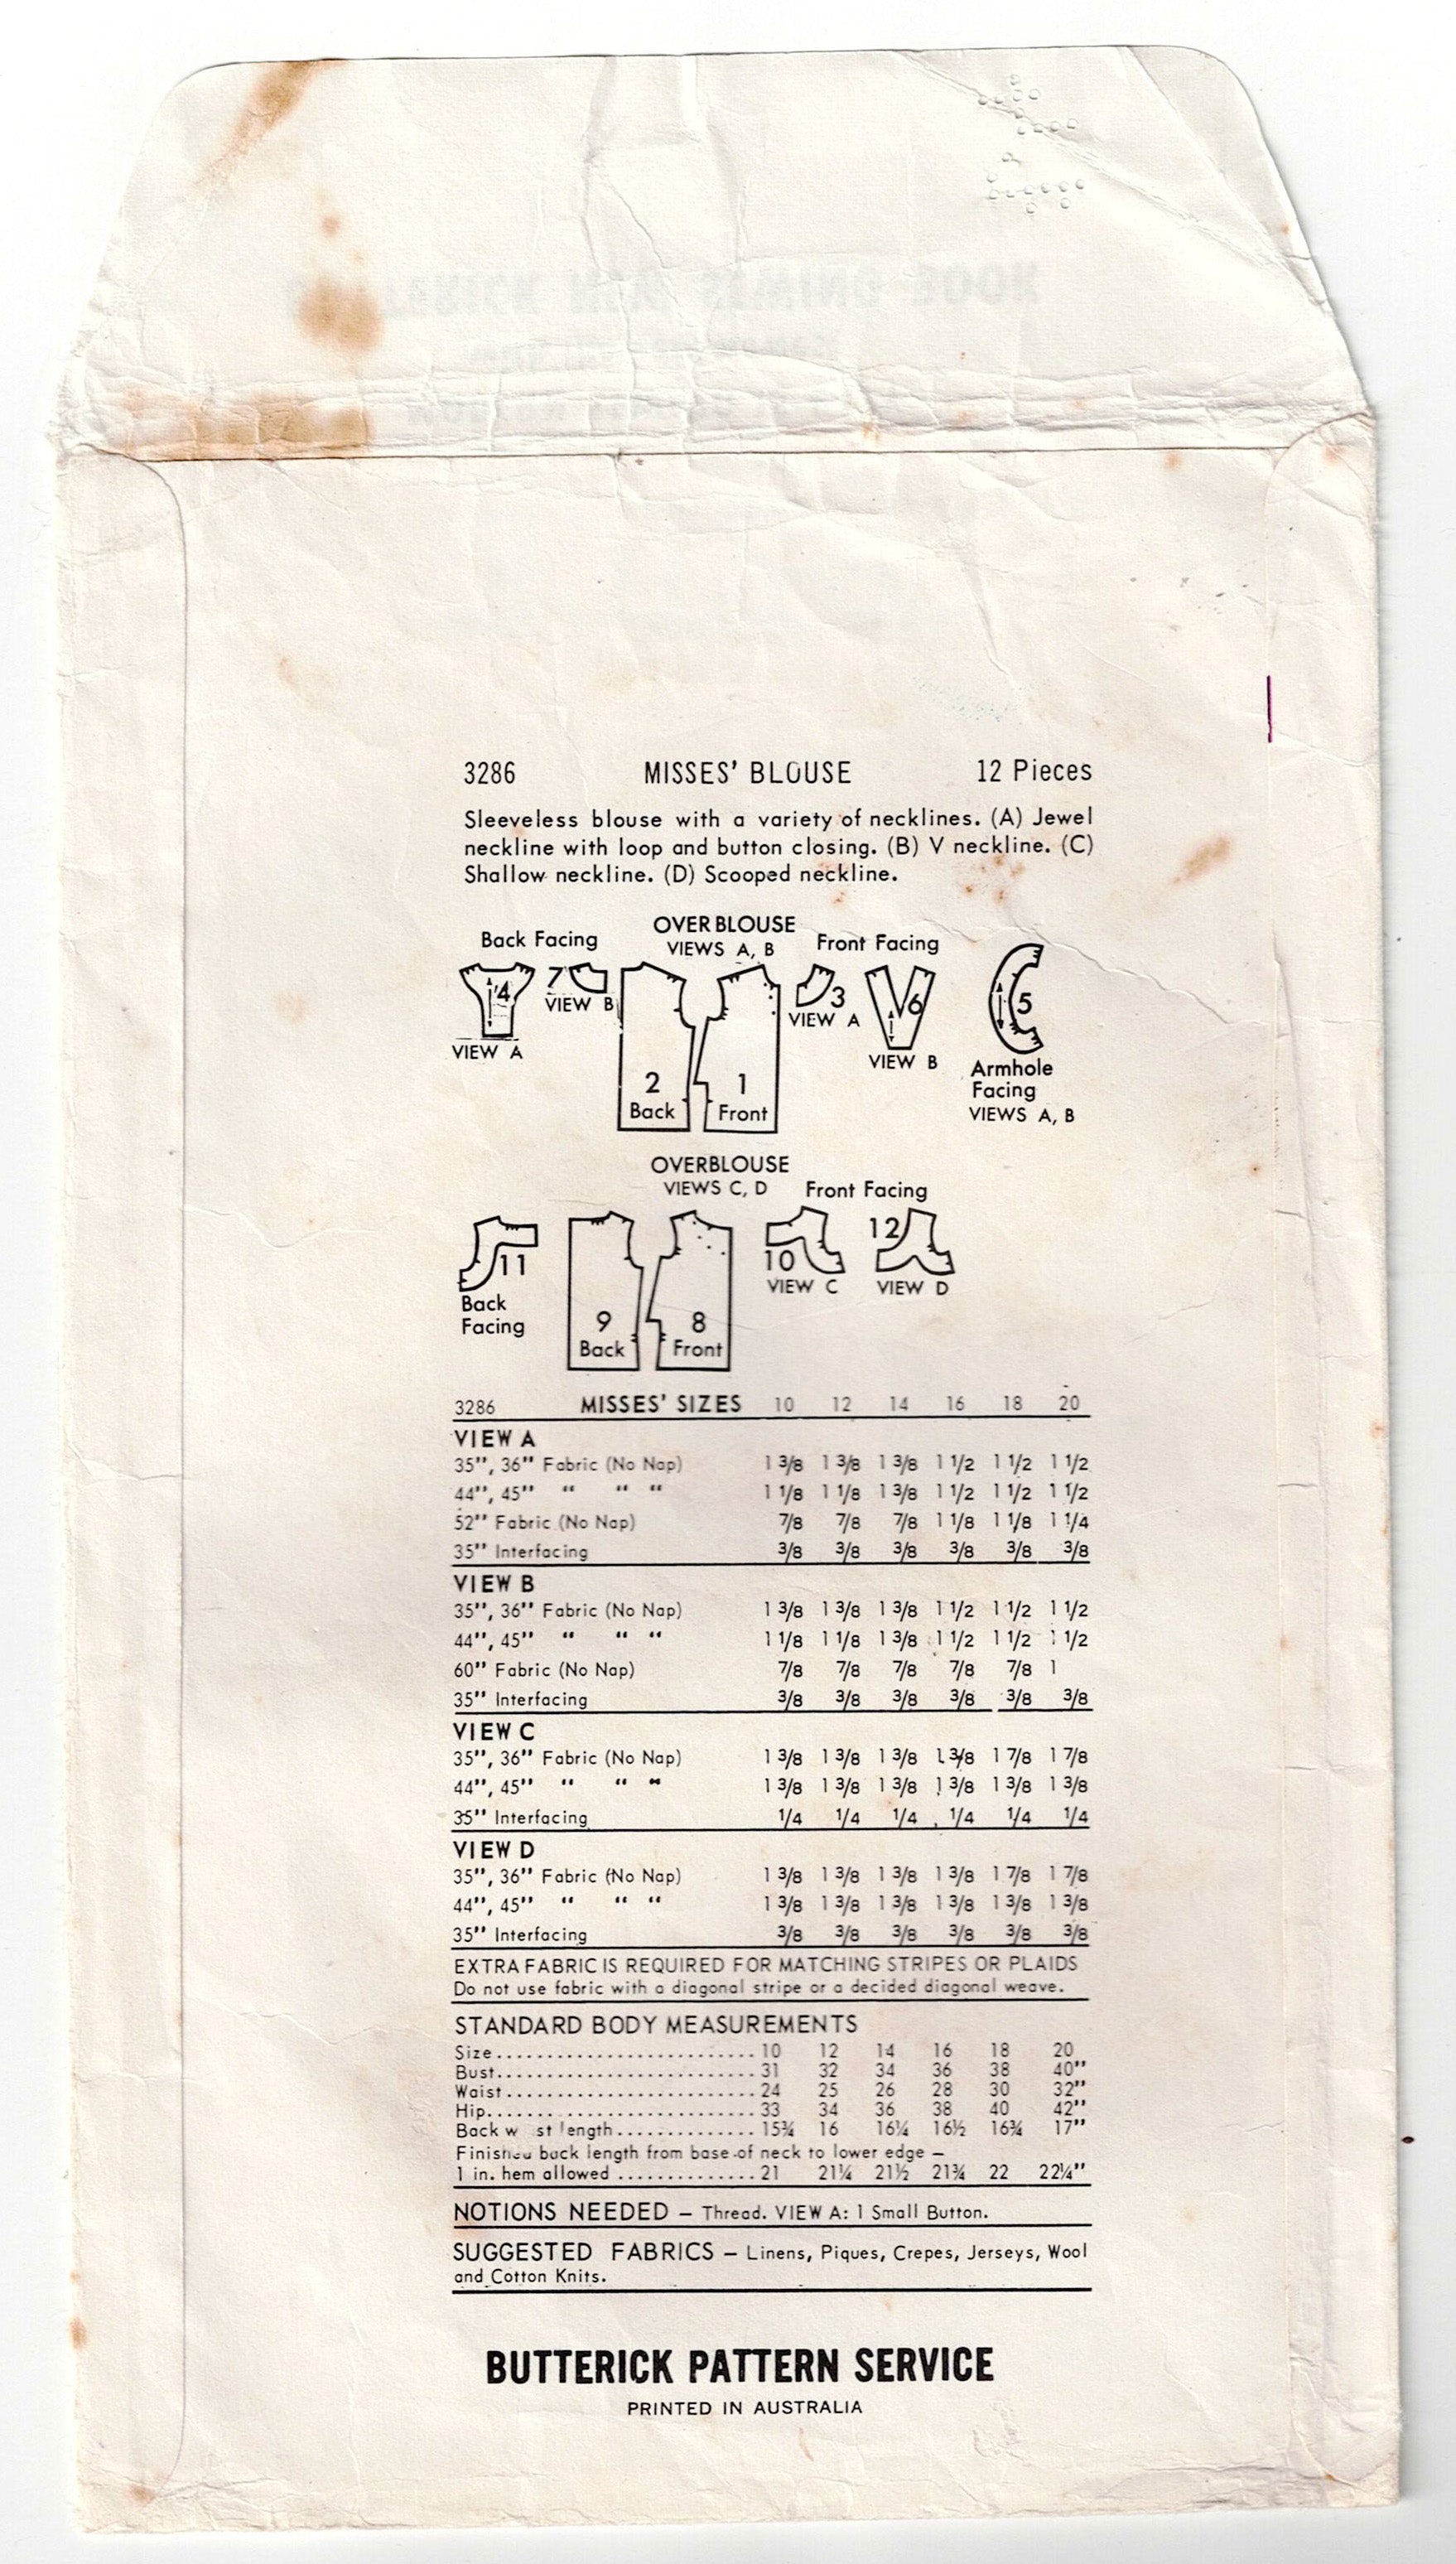 3286 MISSES' BLOUSE 12 Pieces
Sleeveless blouse with a variety of necklines. (A) Jewel
neckline with loop and button closing. (B) V neckline. (C)
Shallow neckline. (D) Scooped neckline.
OVERBLOUSE
VIEWS A, B
Back Facing
Front Facing
4
VIEW A
7
VIEW B
2
Back
1
Front
3
VIEW A
6
VIEW B
5
Armhole
Facing
VIEWS A, B
OVERBLOUSE
VIEWS C, D
Front Facing
11
Back
Facing
9
Back
8
Front
10
VIEW C
12
VIEW D
3286 MISSES' SIZES 10 12 14 16 18 20
VIEW A
35", 36" Fabric (No Nap) 1 3/8 1 3/8 1 3/8 1 1/2 1 1/2 1 1/2
44", 45" " " " 1 1/8 1 1/8 1 3/8 1 1/2 1 1/2 1 1/2
52" Fabric (No Nap) 7/8 7/8 7/8 1 1/8 1 1/8 1 1/4
35" Interfacing 3/8 3/8 3/8 3/8 3/8 3/8
VIEW B
35", 36" Fabric (No Nap) 1 3/8 1 3/8 1 3/8 1 1/2 1 1/2 1 1/2
44", 45" " " " 1 1/8 1 1/8 1 3/8 1 1/2 1 1/2 1 1/2
60" Fabric (No Nap) 7/8 7/8 7/8 7/8 7/8 1
35" Interfacing 3/8 3/8 3/8 3/8 3/8 3/8
VIEW C
35", 36" Fabric (No Nap) 1 3/8 1 3/8 1 3/8 1 3/8 1 7/8 1 7/8
44", 45" " " " 1 3/8 1 3/8 1 3/8 1 3/8 1 3/8 1 3/8
35" Interfacing 1/4 1/4 1/4 1/4 1/4 1/4
VIEW D
35", 36" Fabric (No Nap) 1 3/8 1 3/8 1 3/8 1 3/8 1 7/8 1 7/8
44", 45" " " " 1 3/8 1 3/8 1 3/8 1 3/8 1 3/8 1 3/8
35" Interfacing 3/8 3/8 3/8 3/8 3/8 3/8
EXTRA FABRIC IS REQUIRED FOR MATCHING STRIPES OR PLAIDS
Do not use fabric with a diagonal stripe or a decided diagonal weave.
STANDARD BODY MEASUREMENTS
Size.......................... 10 12 14 16 18 20
Bust.......................... 31 32 34 36 38 40"
Waist......................... 24 25 26 28 30 32"
Hip........................... 33 34 36 38 40 42"
Back w st length.............. 15¾ 16 16¼ 16½ 16¾ 17"
Finished back length from base of neck to lower edge –
1 in. hem allowed .............. 21 21¼ 21½ 21¾ 22 22¼"
NOTIONS NEEDED – Thread. VIEW A: 1 Small Button.
SUGGESTED FABRICS – Linens, Piques, Crepes, Jerseys, Wool
and Cotton Knits.
BUTTERICK PATTERN SERVICE
PRINTED IN AUSTRALIA